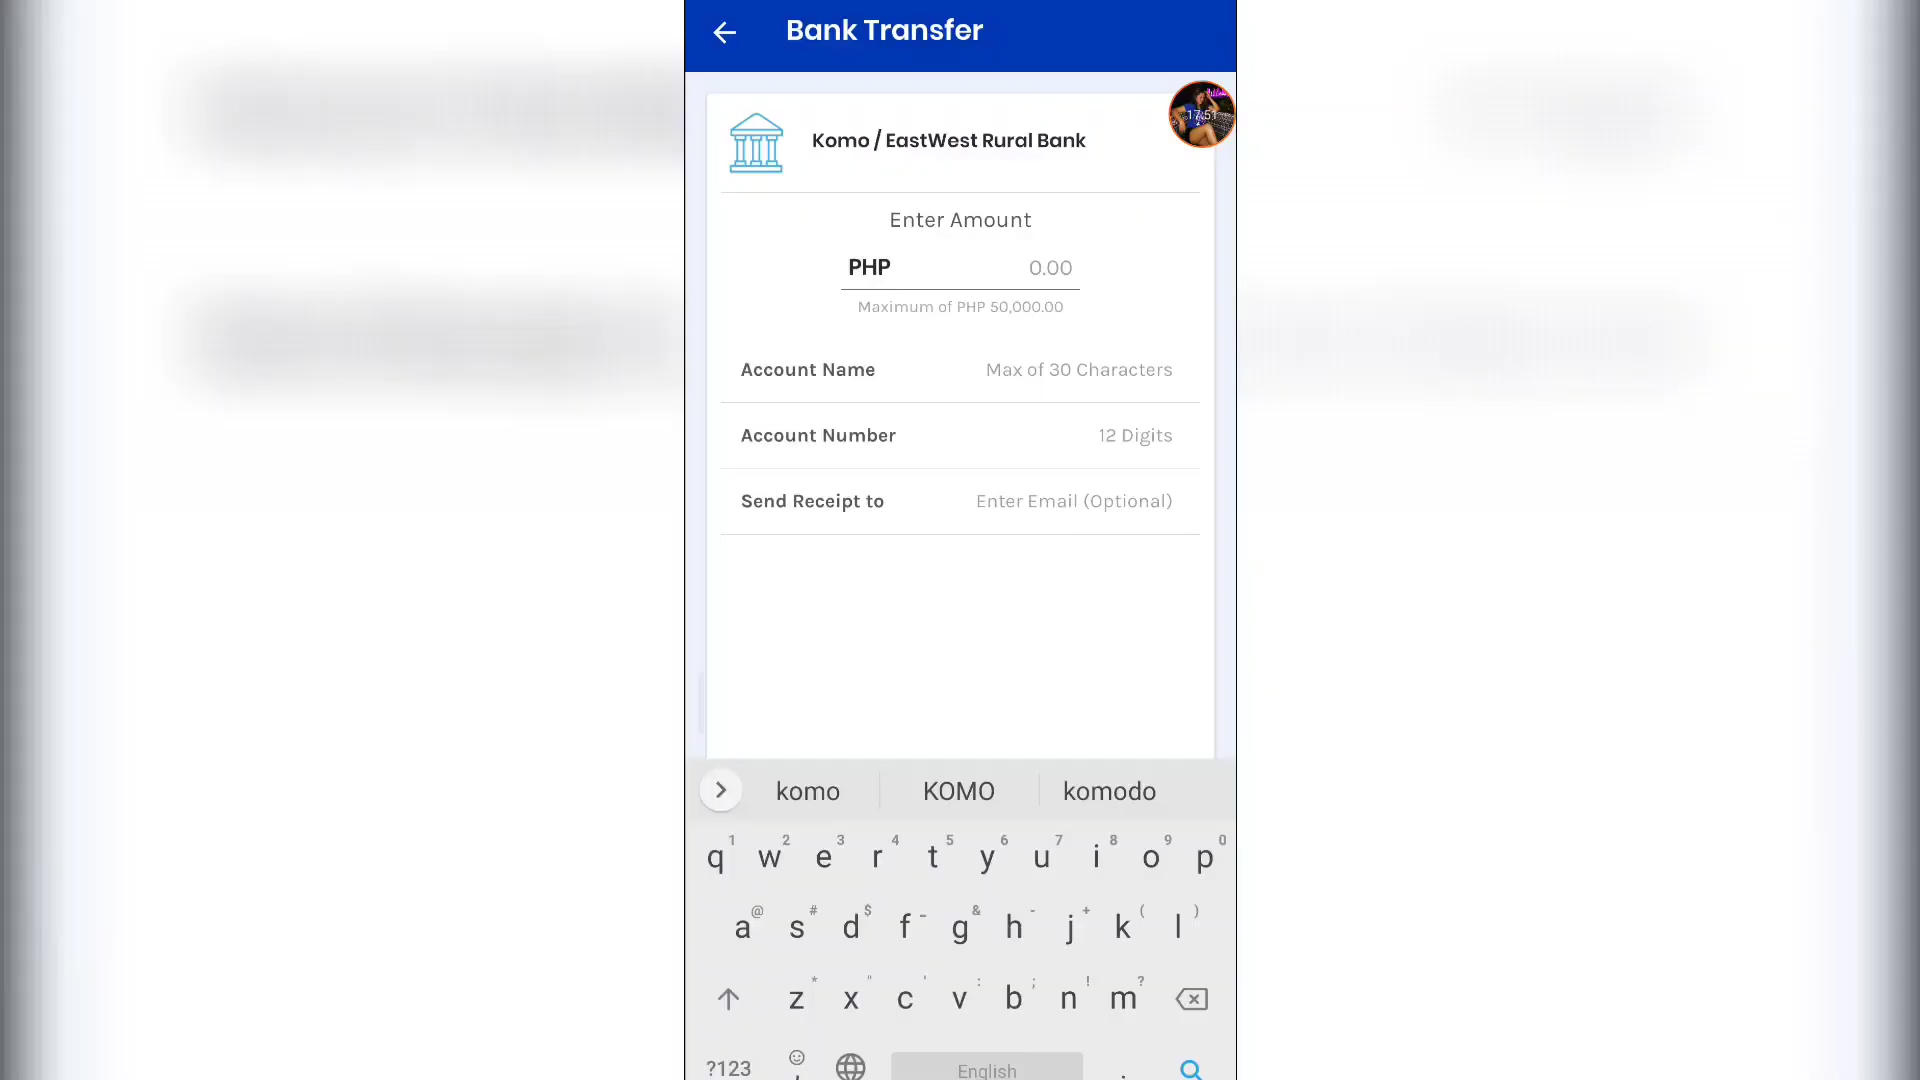 Bank Transfer
17:51
Komo / EastWest Rural Bank
Enter Amount
PHP 0.00
Maximum of PHP 50,000.00
Account Name Max of 30 Characters
Account Number 12 Digits
Send Receipt to Enter Email (Optional)
komo KOMO komodo
1 2 3 4 5 6 7 8 9 0
q w e r t y u i o p
@ # $ _ & - + ( )
a s d f g h j k l
* " ' : ; ! ?
z x c v b n m
?123 English .